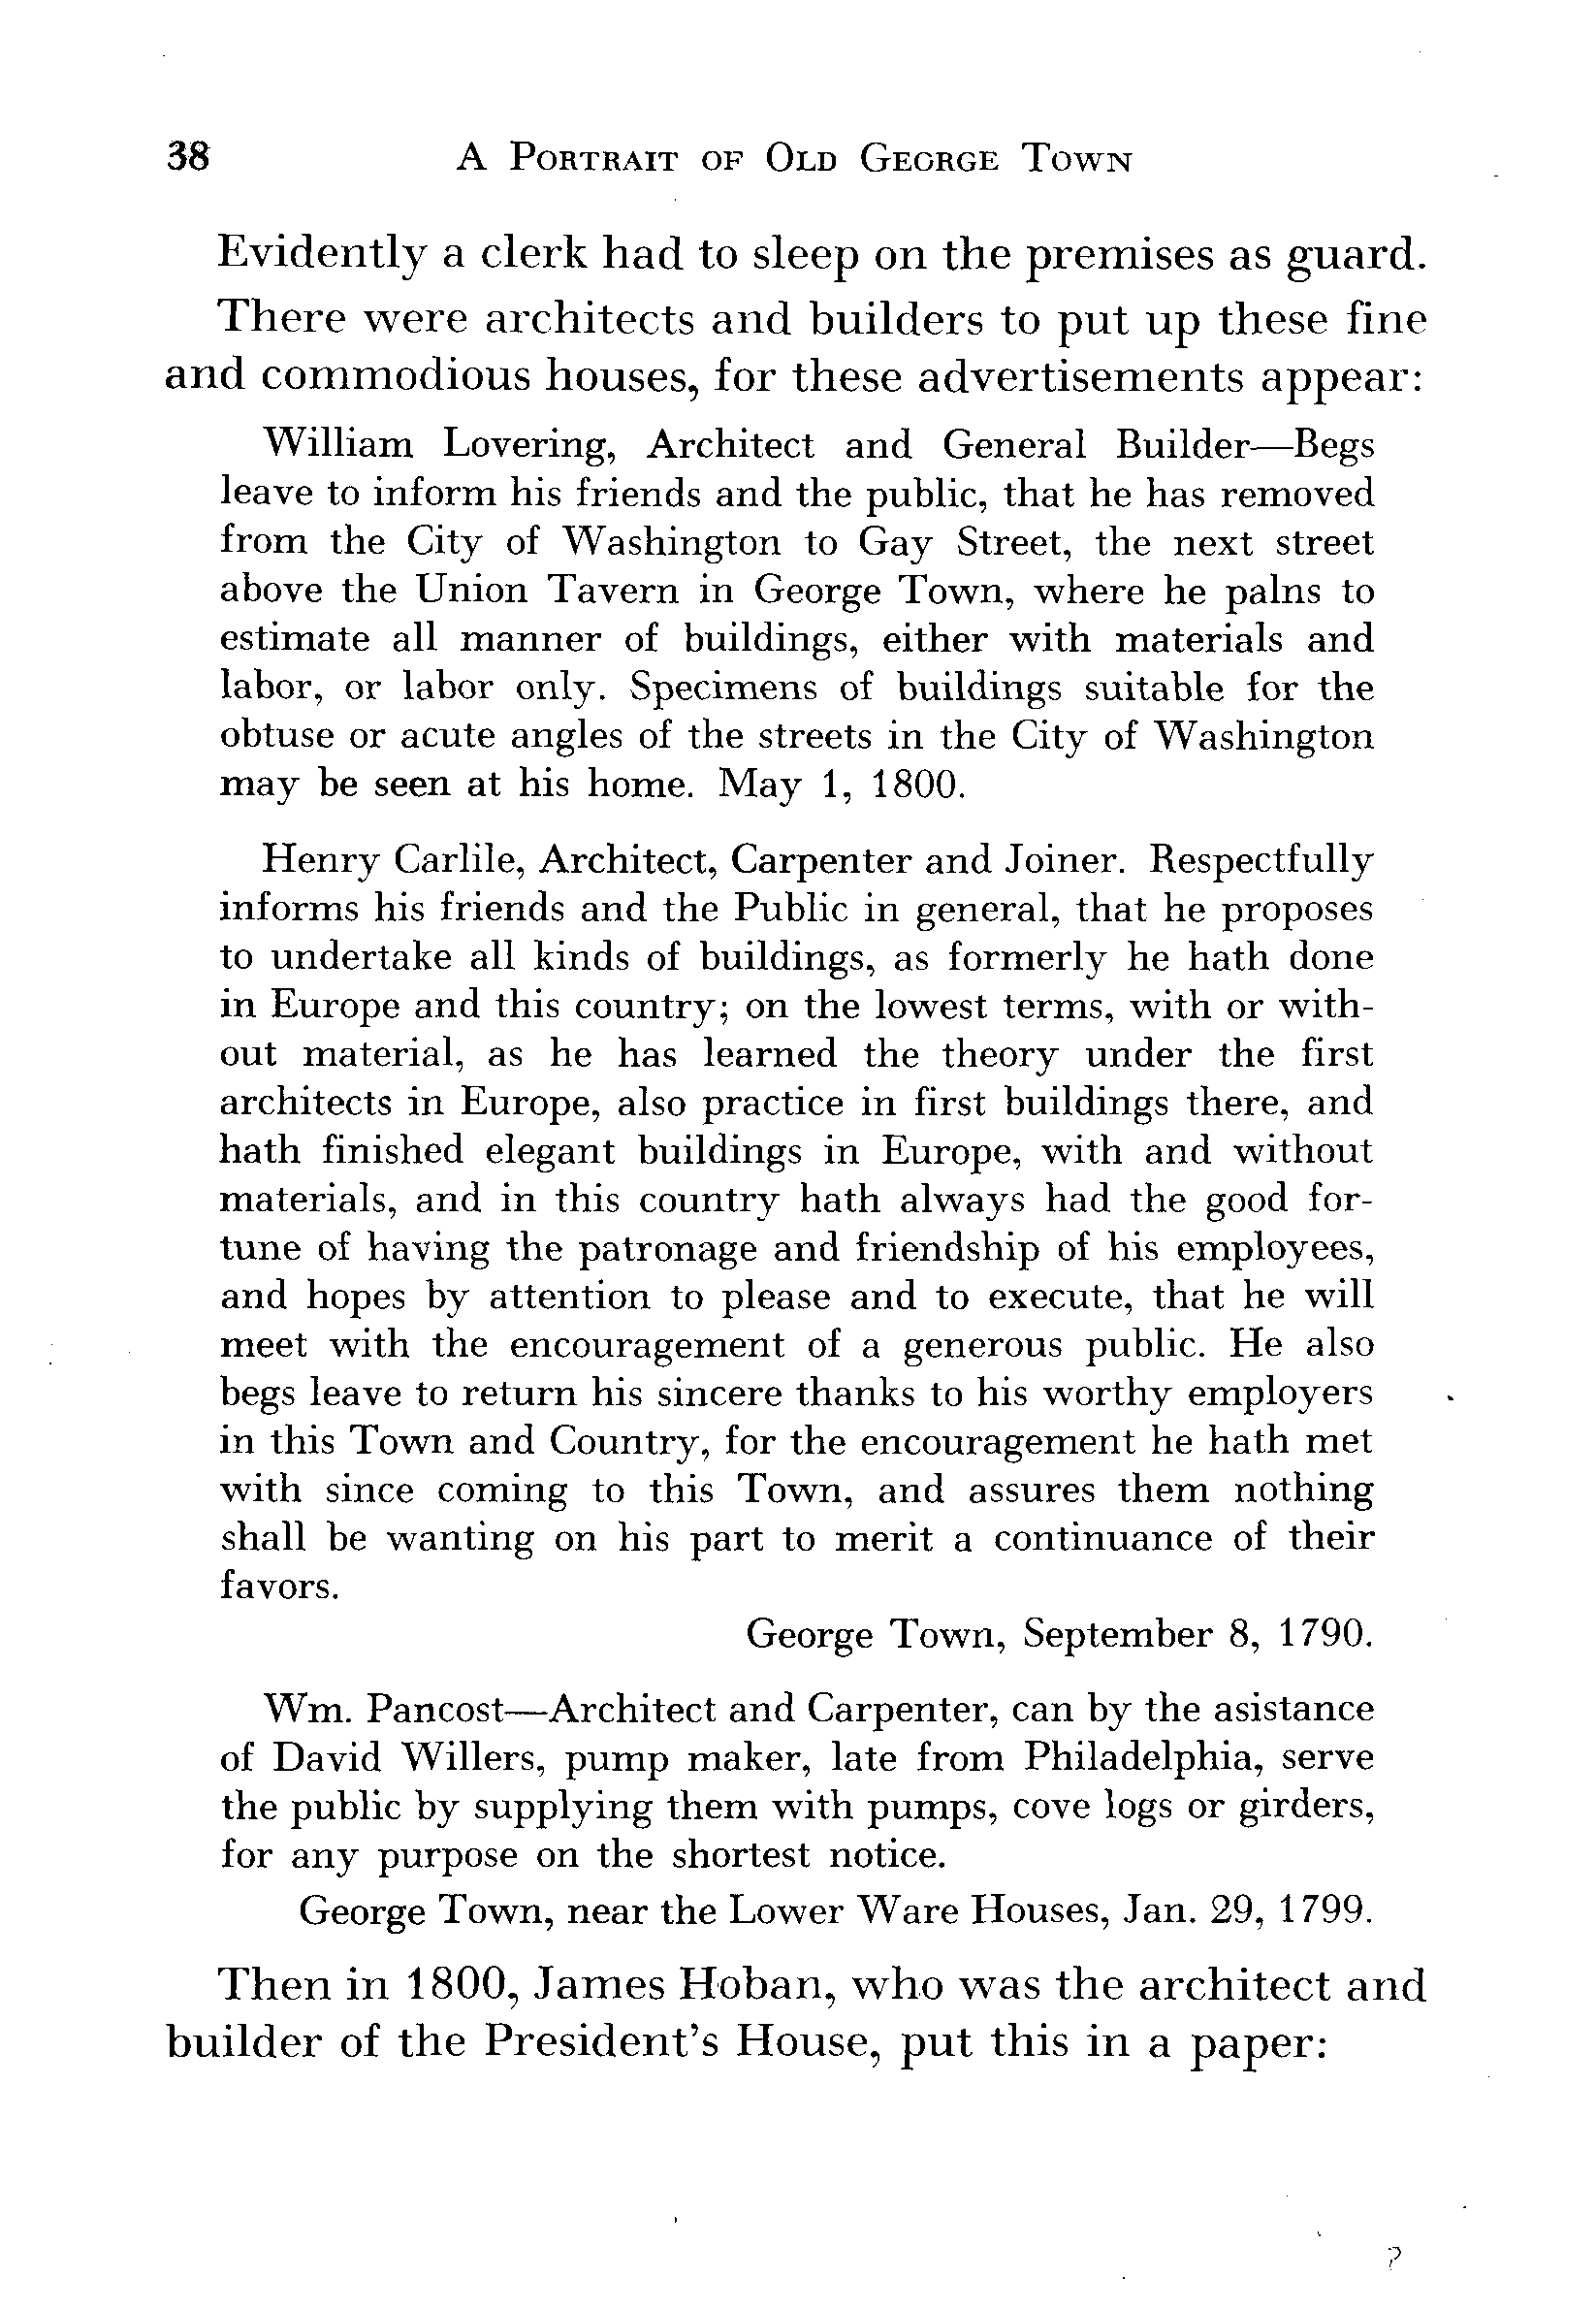 38 A Portrait of Old George Town
Evidently a clerk had to sleep on the premises as guard.
There were architects and builders to put up these fine
and commodious houses, for these advertisements appear:
William Lovering, Architect and General Builder—Begs
leave to inform his friends and the public, that he has removed
from the City of Washington to Gay Street, the next street
above the Union Tavern in George Town, where he palns to
estimate all manner of buildings, either with materials and
labor, or labor only. Specimens of buildings suitable for the
obtuse or acute angles of the streets in the City of Washington
may be seen at his home. May 1, 1800.
Henry Carlile, Architect, Carpenter and Joiner. Respectfully
informs his friends and the Public in general, that he proposes
to undertake all kinds of buildings, as formerly he hath done
in Europe and this country; on the lowest terms, with or with-
out material, as he has learned the theory under the first
architects in Europe, also practice in first buildings there, and
hath finished elegant buildings in Europe, with and without
materials, and in this country hath always had the good for-
tune of having the patronage and friendship of his employees,
and hopes by attention to please and to execute, that he will
meet with the encouragement of a generous public. He also
begs leave to return his sincere thanks to his worthy employers
in this Town and Country, for the encouragement he hath met
with since coming to this Town, and assures them nothing
shall be wanting on his part to merit a continuance of their
favors.
George Town, September 8, 1790.
Wm. Pancost—Architect and Carpenter, can by the asistance
of David Willers, pump maker, late from Philadelphia, serve
the public by supplying them with pumps, cove logs or girders,
for any purpose on the shortest notice.
George Town, near the Lower Ware Houses, Jan. 29, 1799.
Then in 1800, James Hoban, who was the architect and
builder of the President's House, put this in a paper: